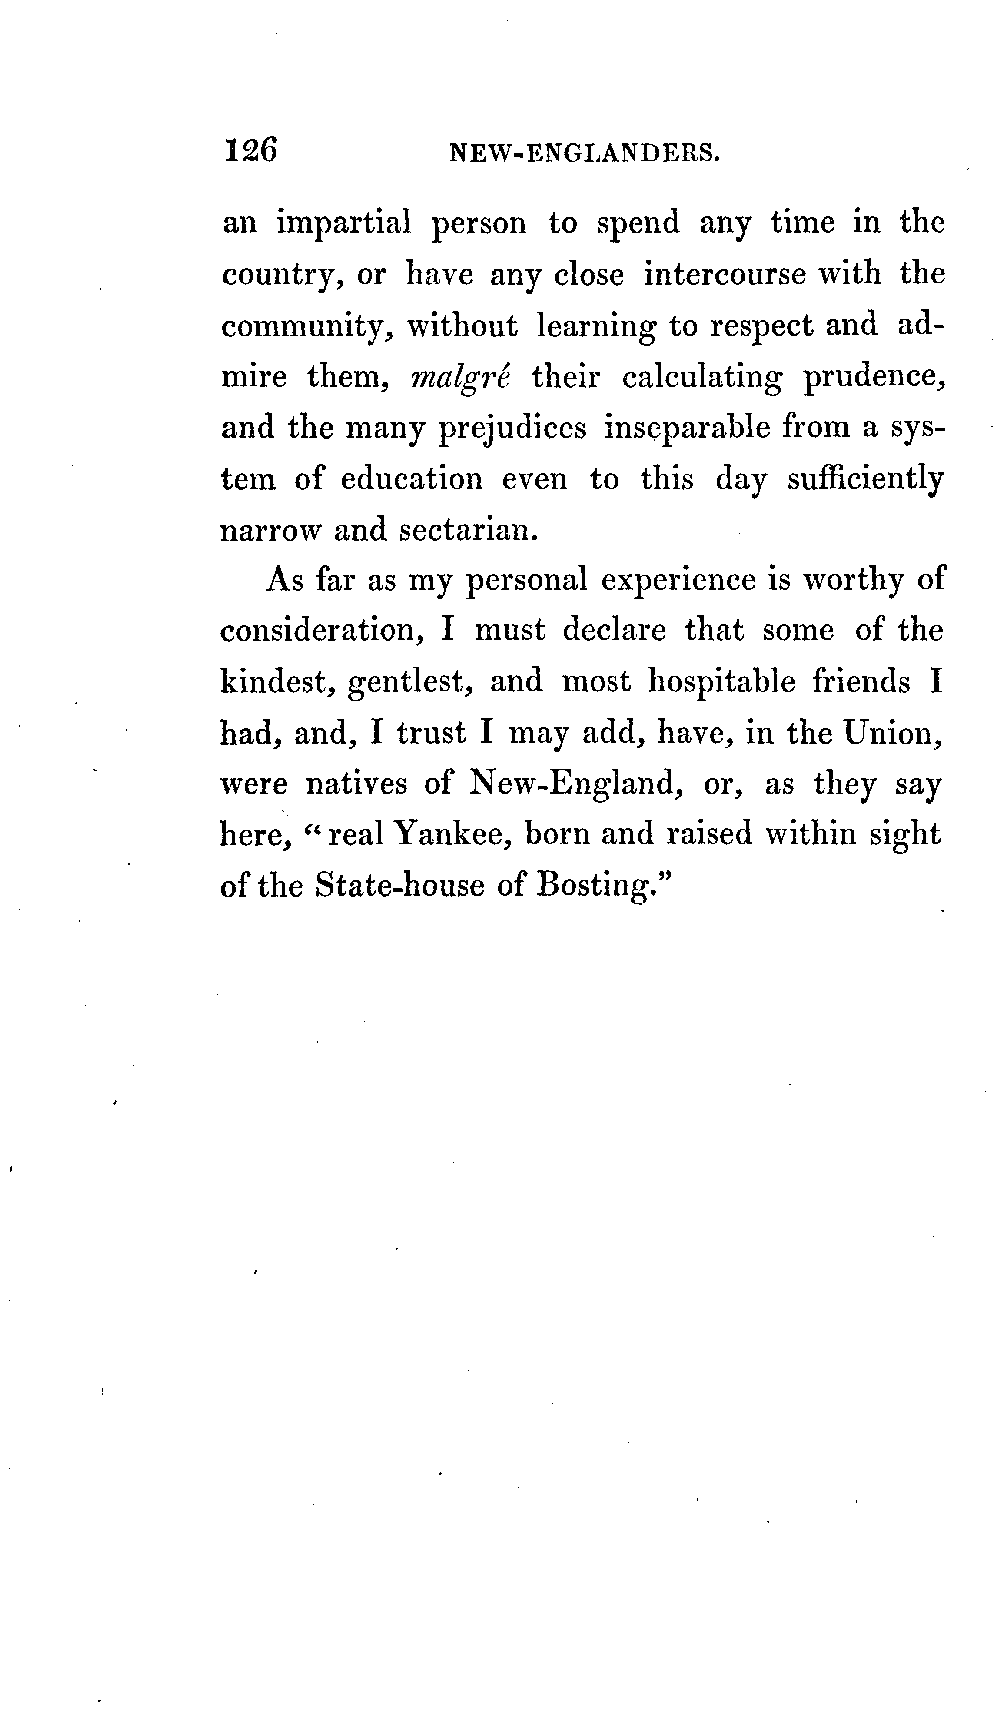 126 NEW-ENGLANDERS.
an impartial person to spend any time in the
country, or have any close intercourse with the
community, without learning to respect and ad-
mire them, malgré their calculating prudence,
and the many prejudices inseparable from a sys-
tem of education even to this day sufficiently
narrow and sectarian.
As far as my personal experience is worthy of
consideration, I must declare that some of the
kindest, gentlest, and most hospitable friends I
had, and, I trust I may add, have, in the Union,
were natives of New-England, or, as they say
here, “real Yankee, born and raised within sight
of the State-house of Bosting.”